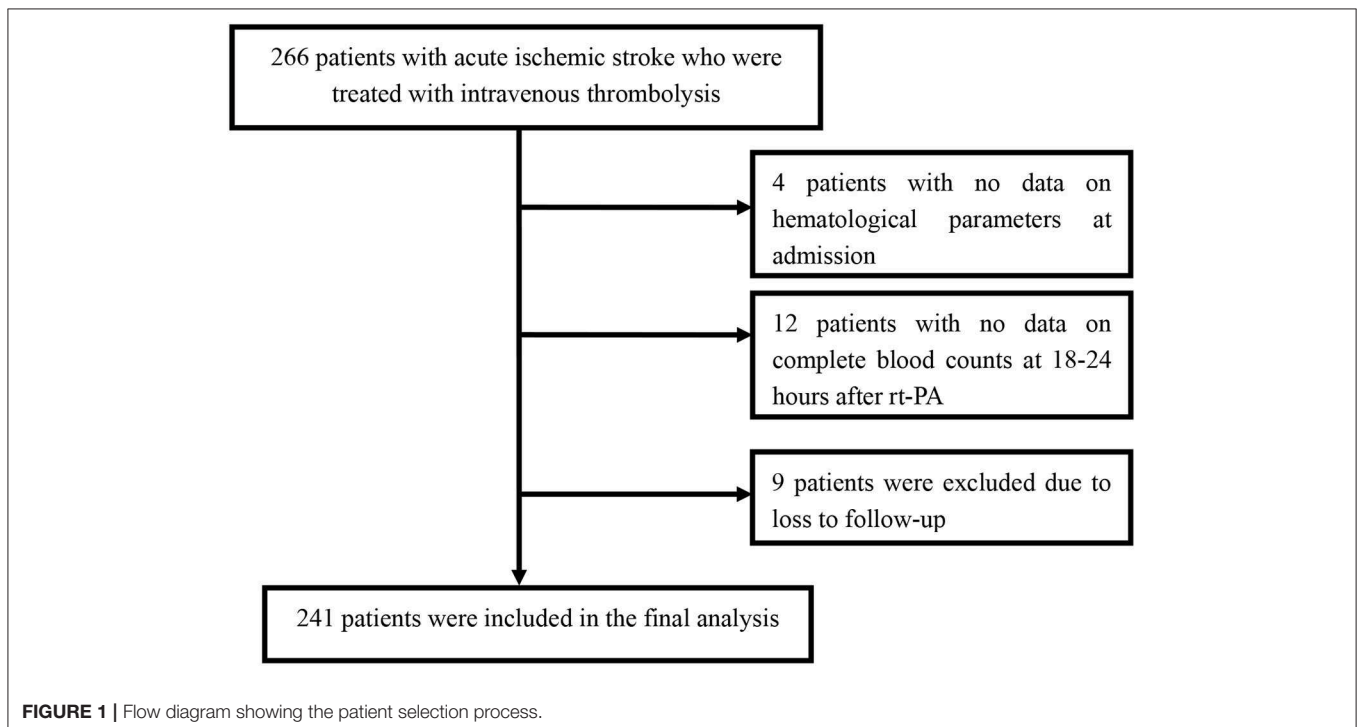 266 patients with acute ischemic stroke who were
treated with intravenous thrombolysis
4 patients with no data on
hematological parameters at
admission
12 patients with no data on
complete blood counts at 18-24
hours after rt-PA
9 patients were excluded due to
loss to follow-up
241 patients were included in the final analysis
FIGURE 1 | Flow diagram showing the patient selection process.